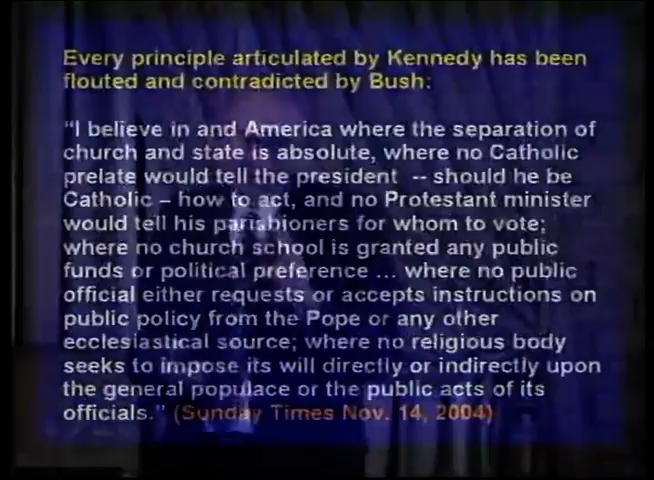 Every principle articulated by Kennedy has been
flouted and contradicted by Bush:
"I believe in and America where the separation of
church and state is absolute, where no Catholic
prelate would tell the president -- should he be
Catholic – how to act, and no Protestant minister
would tell his parishioners for whom to vote;
where no church school is granted any public
funds or political preference ... where no public
official either requests or accepts instructions on
public policy from the Pope or any other
ecclesiastical source; where no religious body
seeks to impose its will directly or indirectly upon
the general populace or the public acts of its
officials." (Sunday Times Nov. 14, 2004)